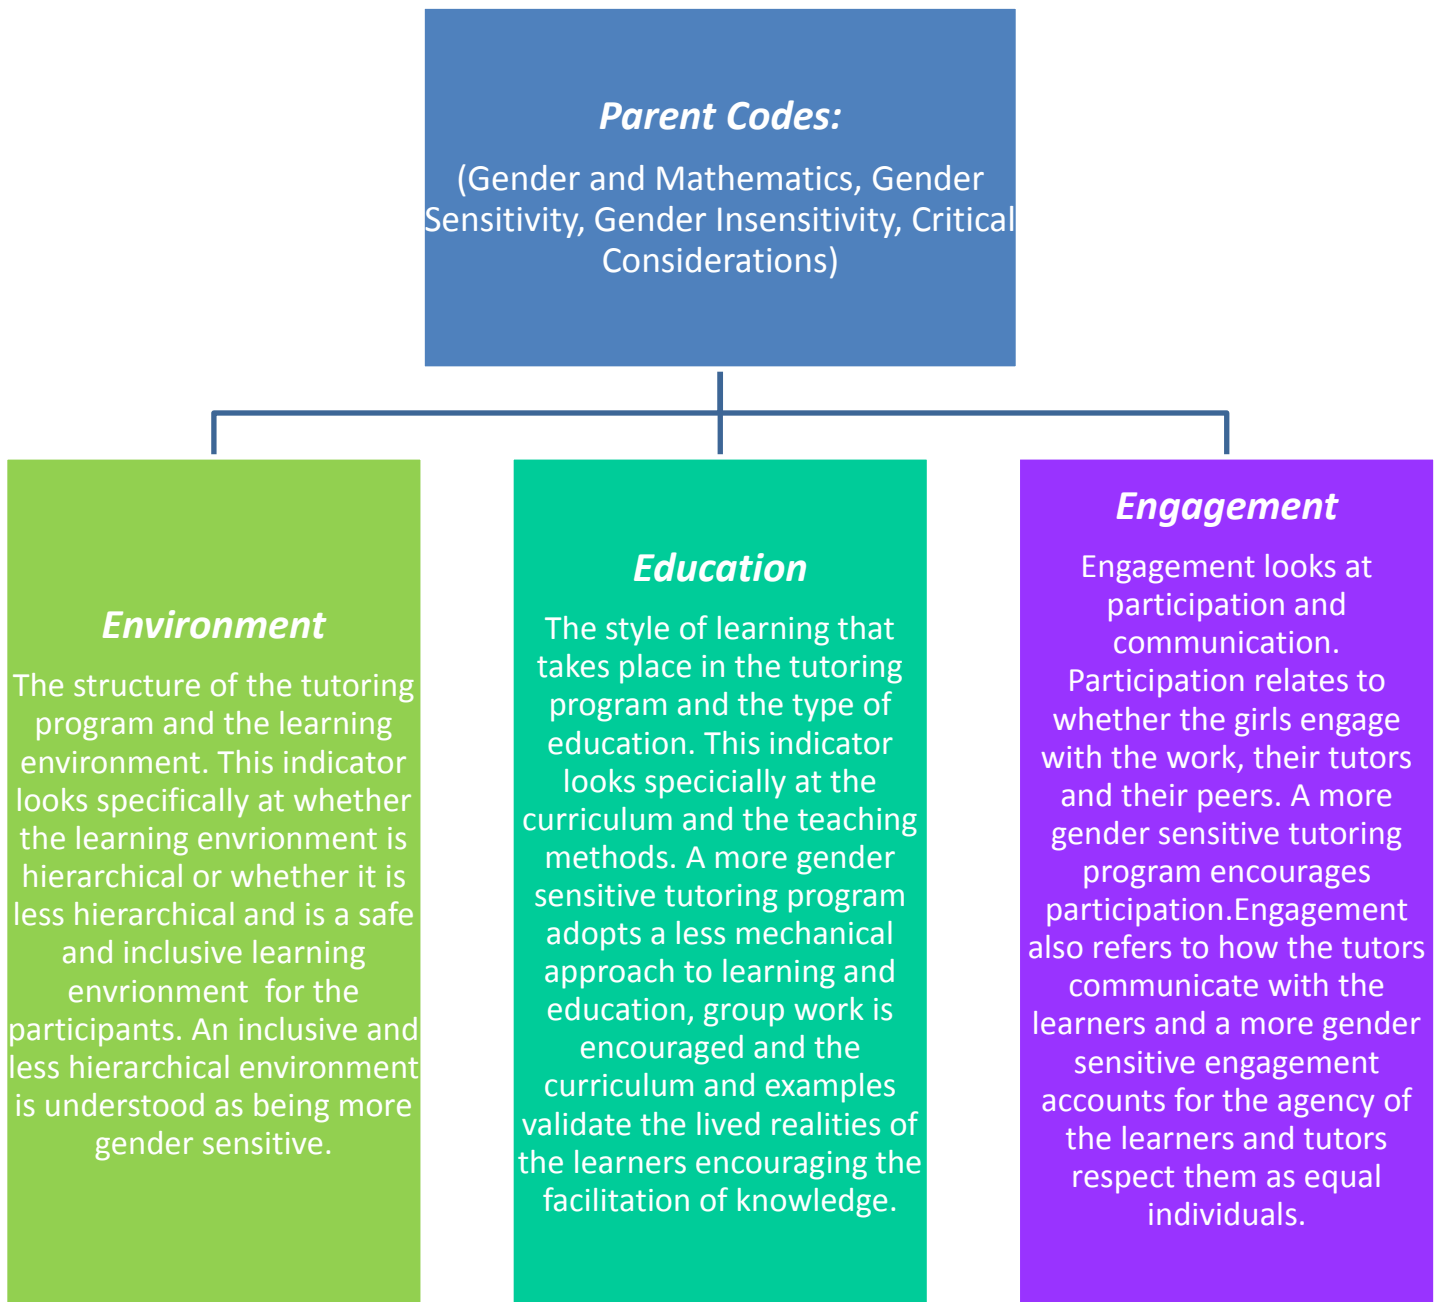 Parent Codes:
(Gender and Mathematics, Gender
Sensitivity, Gender Insensitivity, Critical
Considerations)
Environment
The structure of the tutoring
program and the learning
environment. This indicator
looks specifically at whether
the learning envrionment is
hierarchical or whether it is
less hierarchical and is a safe
and inclusive learning
envrionment  for the
participants. An inclusive and
less hierarchical environment
is understood as being more
gender sensitive.
Education
The style of learning that
takes place in the tutoring
program and the type of
education. This indicator
looks specicially at the
curriculum and the teaching
methods. A more gender
sensitive tutoring program
adopts a less mechanical
approach to learning and
education, group work is
encouraged and the
curriculum and examples
validate the lived realities of
the learners encouraging the
facilitation of knowledge.
Engagement
Engagement looks at
participation and
communication.
Participation relates to
whether the girls engage
with the work, their tutors
and their peers. A more
gender sensitive tutoring
program encourages
participation.Engagement
also refers to how the tutors
communicate with the
learners and a more gender
sensitive engagement
accounts for the agency of
the learners and tutors
respect them as equal
individuals.